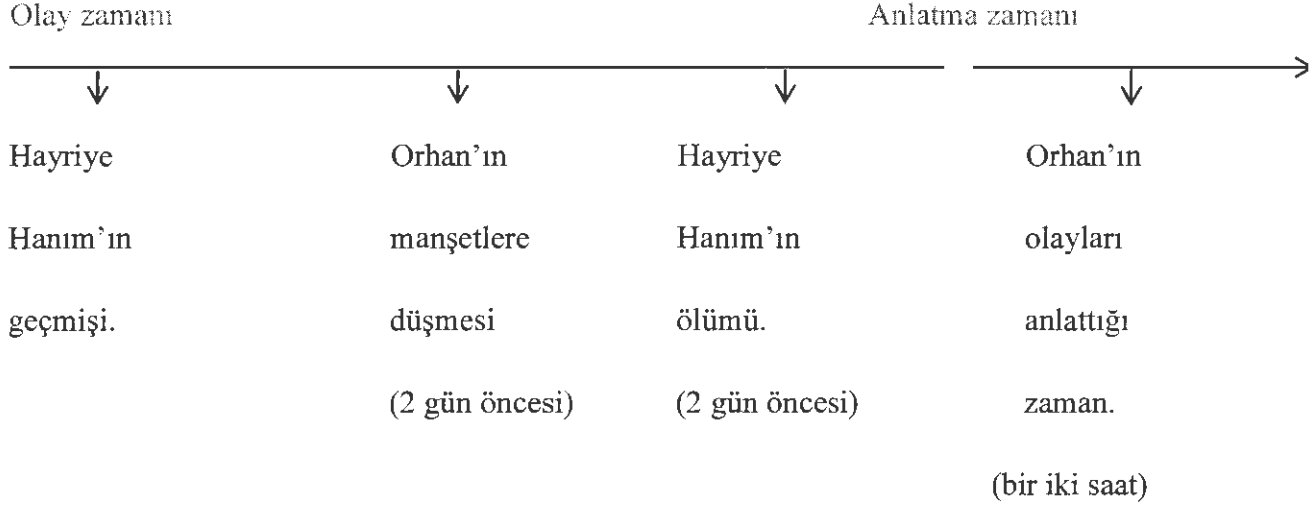 Olay zamanı Anlatma zamanı
Hayriye Orhan’ın Hayriye Orhan’ın
Hanım’ın manşetlere Hanım’ın olayları
geçmişi. düşmesi ölümü. anlattığı
(2 gün öncesi) (2 gün öncesi) zaman.
(bir iki saat)